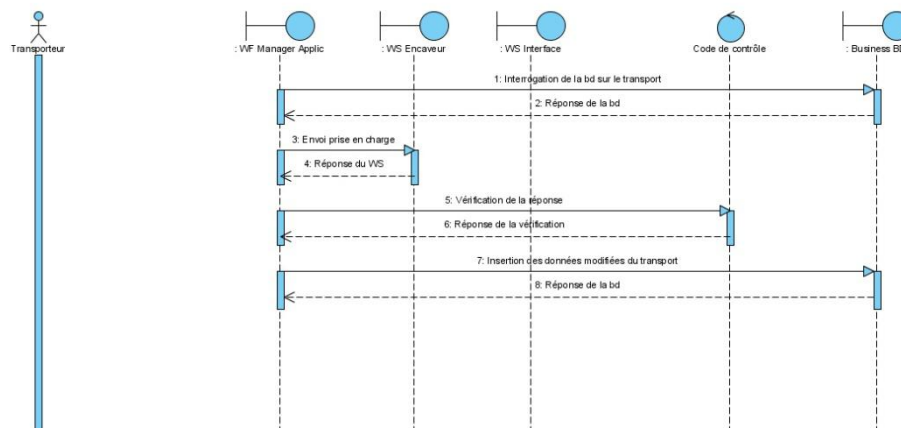 Transporteur
: WF Manager Applic
: WS Encaveur
: WS Interface
Code de contrôle
: Business BD
1: Interrogation de la bd sur le transport
2: Réponse de la bd
3: Envoi prise en charge
4: Réponse du WS
5: Vérification de la réponse
6: Réponse de la vérification
7: Insertion des données modifiées du transport
8: Réponse de la bd